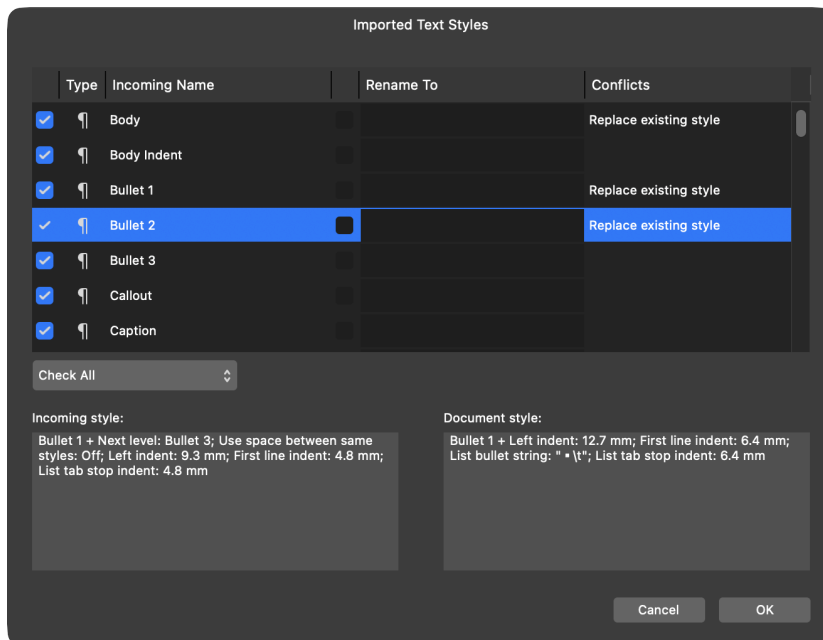 Imported Text Styles
Type Incoming Name Rename To Conflicts
¶ Body Replace existing style
¶ Body Indent
¶ Bullet 1 Replace existing style
¶ Bullet 2 Replace existing style
¶ Bullet 3
¶ Callout
¶ Caption
Check All
Incoming style:
Bullet 1 + Next level: Bullet 3; Use space between same
styles: Off; Left indent: 9.3 mm; First line indent: 4.8 mm;
List tab stop indent: 4.8 mm
Document style:
Bullet 1 + Left indent: 12.7 mm; First line indent: 6.4 mm;
List bullet string: " ▪ \t"; List tab stop indent: 6.4 mm
Cancel OK